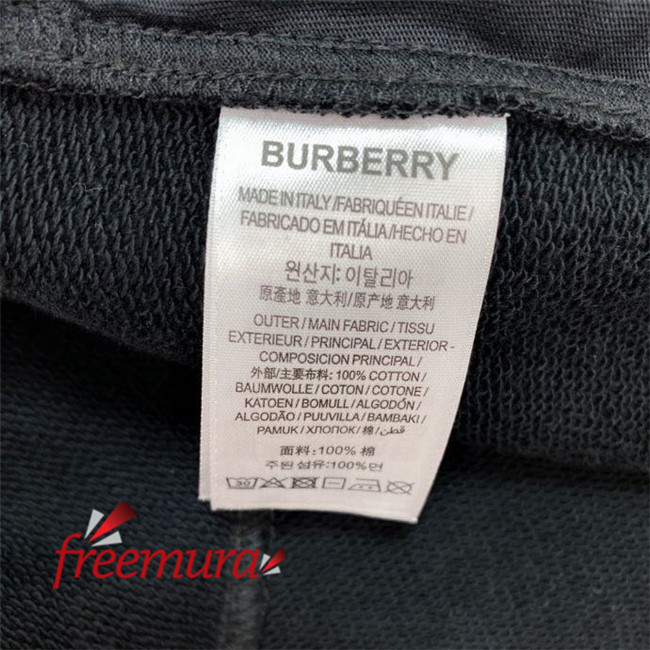 BURBERRY
MADE IN ITALY/FABRIQUÉEN ITALIE/
FABRICADO EM ITÁLIA/HECHO EN
ITALIA
원산지: 이탈리아
原產地 意大利/原产地 意大利
OUTER / MAIN FABRIC / TISSU
EXTERIEUR / PRINCIPAL / EXTERIOR -
COMPOSICION PRINCIPAL /
外部/主要布料: 100% COTTON /
BAUMWOLLE / COTON / COTONE /
KATOEN / BOMULL / ALGODÓN /
ALGODÃO / PUUVILLA / BAMBAKI /
PAMUK / ХЛОПОК / 棉 / قطن
面料:100% 棉
주된 섬유:100%면
30
freemura